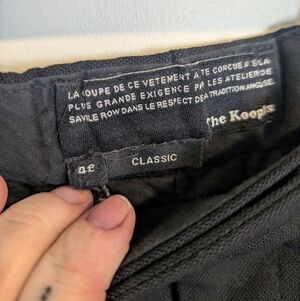 LA COUPE DE CE VETEMENT A ETE CONCUE A LA
PLUS GRANDE EXIGENCE PAR LES ATELIERS DE
SAVILE ROW DANS LE RESPECT DE LA TRADITION ANGLAISE.
The Kooples
CLASSIC